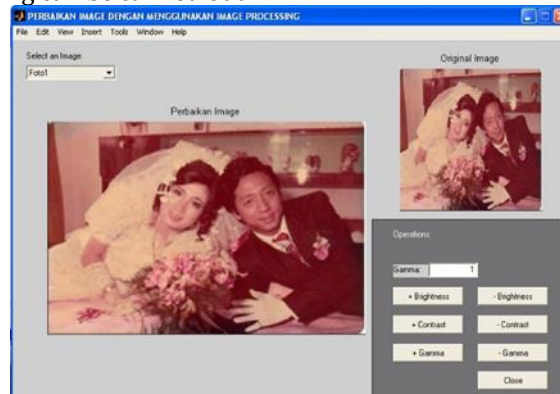 PERBAIKAN IMAGE DENGAN MENGGUNAKAN IMAGE PROCESSING
File Edit View Insert Tools Window Help
Select an Image
Foto1
Perbaikan Image
Original Image
Operations:
Gamma: 1
+ Brightness - Brightness
+ Contrast - Contrast
+ Gamma - Gamma
Close